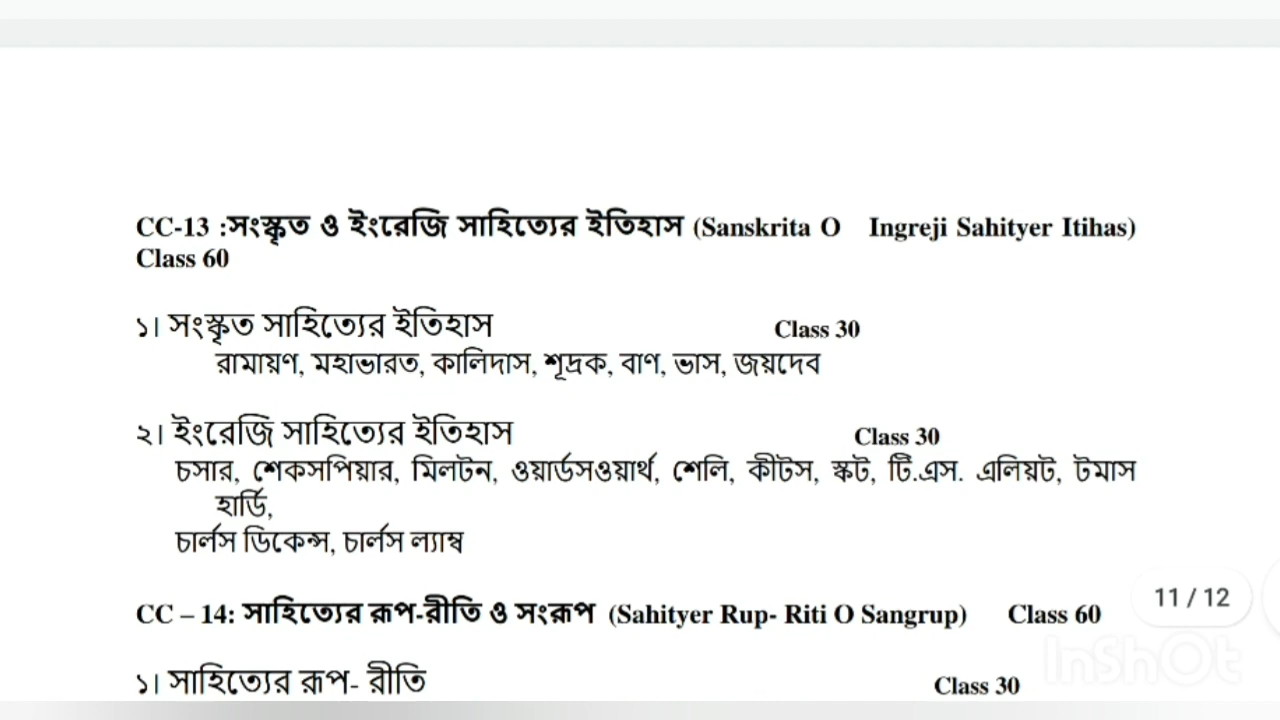 CC-13 :সংস্কৃত ও ইংরেজি সাহিত্যের ইতিহাস (Sanskrita O Ingreji Sahityer Itihas)
Class 60
১। সংস্কৃত সাহিত্যের ইতিহাস Class 30
রামায়ণ, মহাভারত, কালিদাস, শূদ্রক, বাণ, ভাস, জয়দেব
২। ইংরেজি সাহিত্যের ইতিহাস Class 30
চসার, শেকসপিয়ার, মিলটন, ওয়ার্ডসওয়ার্থ, শেলি, কীটস, স্কট, টি.এস. এলিয়ট, টমাস
হার্ডি,
চার্লস ডিকেন্স, চার্লস ল্যাম্ব
CC – 14: সাহিত্যের রূপ-রীতি ও সংরূপ (Sahityer Rup- Riti O Sangrup) Class 60
11 / 12
১। সাহিত্যের রূপ- রীতি Class 30
InShOt